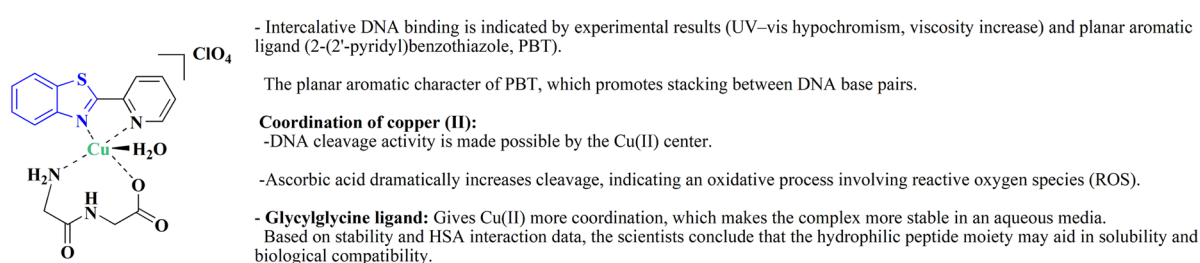 - Intercalative DNA binding is indicated by experimental results (UV–vis hypochromism, viscosity increase) and planar aromatic
ligand (2-(2'-pyridyl)benzothiazole, PBT).
The planar aromatic character of PBT, which promotes stacking between DNA base pairs.
Coordination of copper (II):
-DNA cleavage activity is made possible by the Cu(II) center.
-Ascorbic acid dramatically increases cleavage, indicating an oxidative process involving reactive oxygen species (ROS).
- Glycylglycine ligand: Gives Cu(II) more coordination, which makes the complex more stable in an aqueous media.
Based on stability and HSA interaction data, the scientists conclude that the hydrophilic peptide moiety may aid in solubility and
biological compatibility.
ClO4
S
N
N
Cu
H2O
H2N
O
H
N
O
O